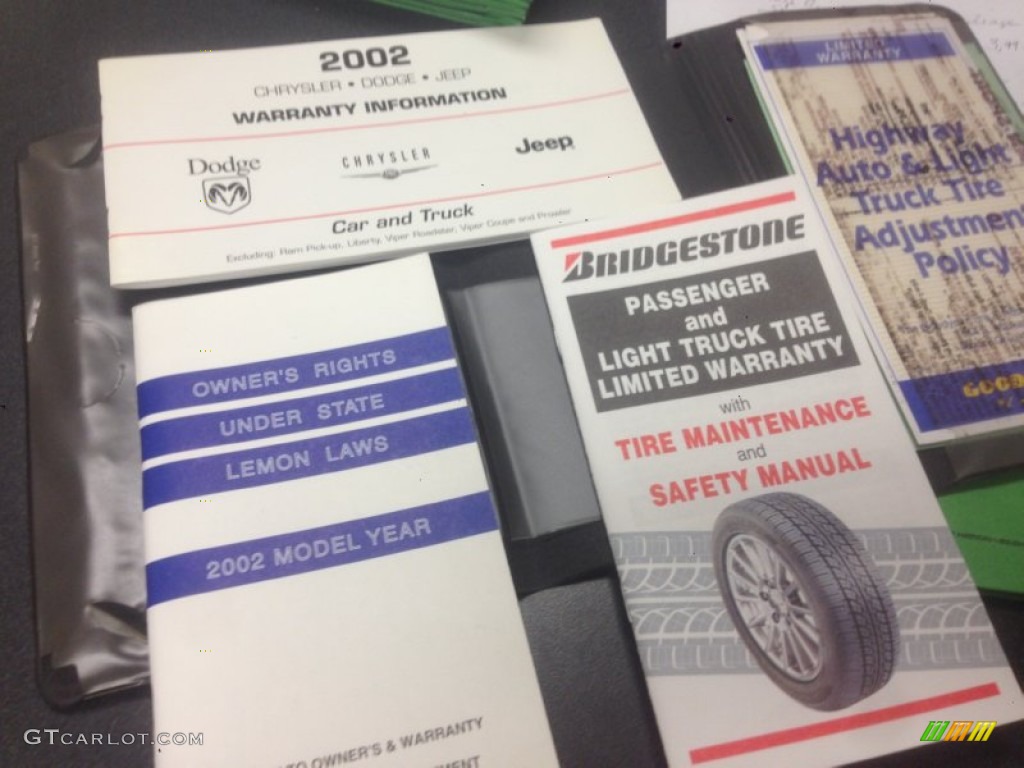 2002
CHRYSLER • DODGE • JEEP
WARRANTY INFORMATION
Dodge
CHRYSLER
Jeep
Car and Truck
Excluding: Ram Pick-up, Liberty, Viper Roadster, Viper Coupe and Prowler
OWNER'S RIGHTS
UNDER STATE
LEMON LAWS
2002 MODEL YEAR
OWNER'S & WARRANTY
BRIDGESTONE
PASSENGER
and
LIGHT TRUCK TIRE
LIMITED WARRANTY
with
TIRE MAINTENANCE
and
SAFETY MANUAL
LIMITED
WARRANTY
Highway
Auto & Light
Truck Tire
Adjustment
Policy
GTCARLOT.COM